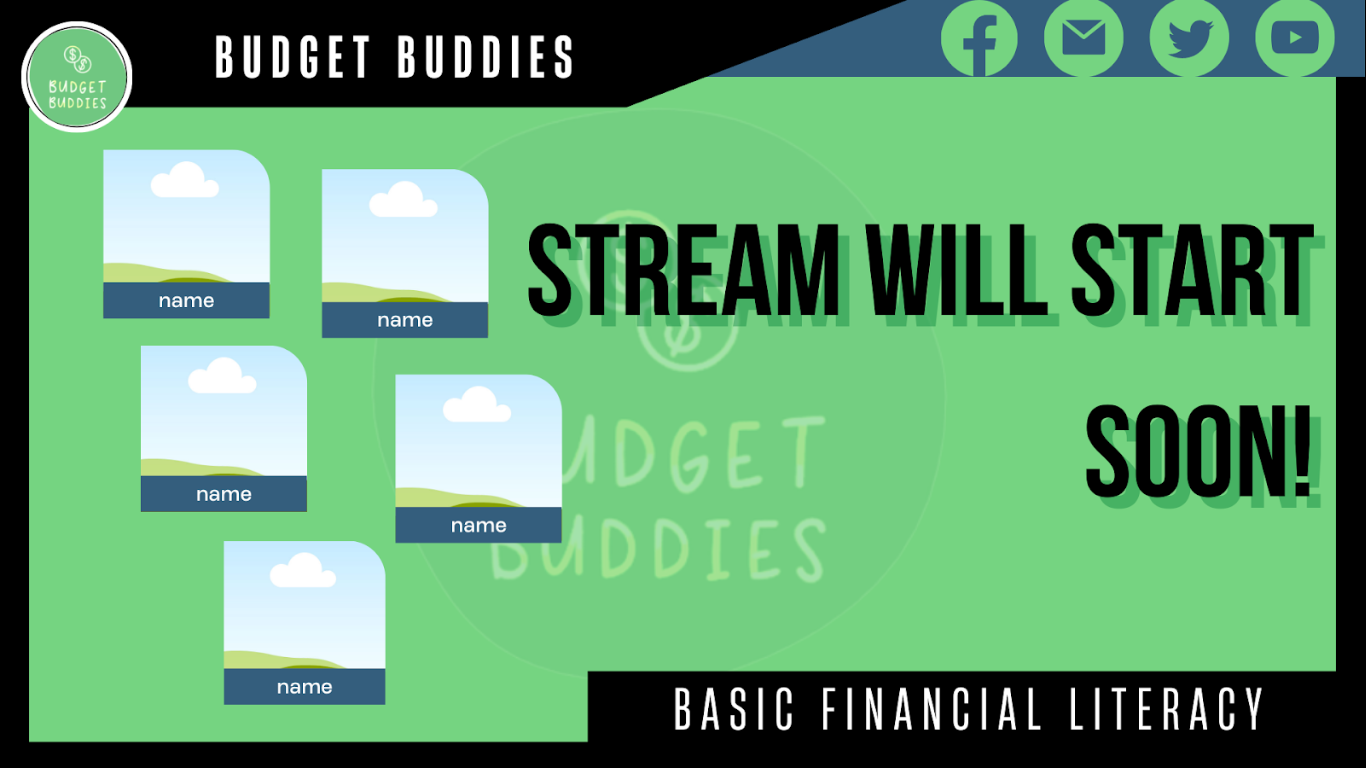 BUDGET BUDDIES
$
$
BUDGET
BUDDIES
name
name
STREAM WILL START
SOON!
$
$
name
name
BUDGET
BUDDIES
name
BASIC FINANCIAL LITERACY